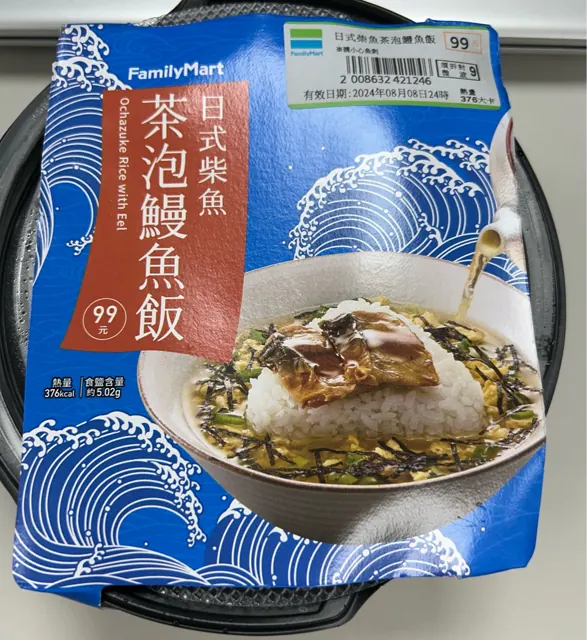 日式柴魚茶泡鰻魚飯
99
2 008632 421246
有效日期:2024年08月08日24時
熱量
376大卡
FamilyMart
日式柴魚
茶泡鰻魚飯
Ochazuke Rice with Eel
99
元
熱量
376kcal
食鹽含量
約5.02g